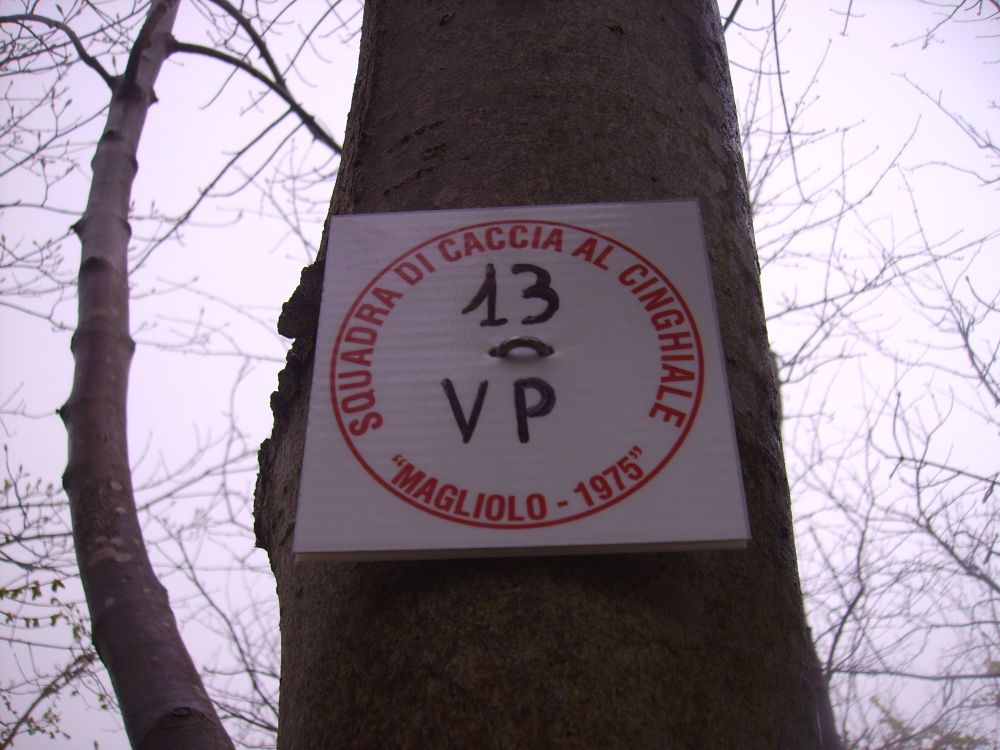 SQUADRA DI CACCIA AL CINGHIALE
13
VP
"MAGLIOLO - 1975"